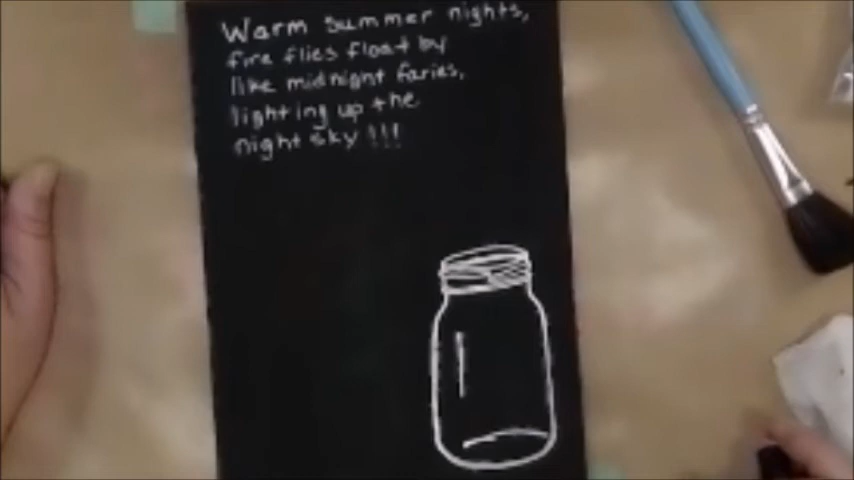 Warm summer nights,
fire flies float by
like midnight faries,
lighting up the
night sky !!!